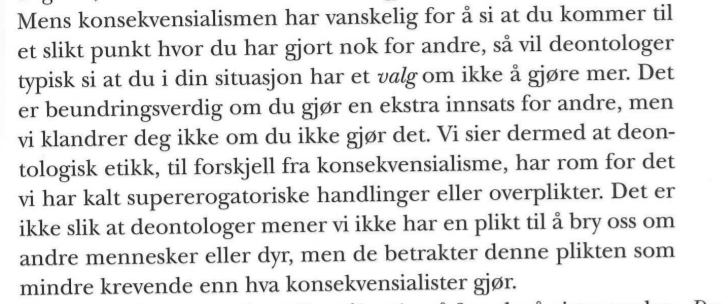 Mens konsekvensialismen har vanskelig for å si at du kommer til
et slikt punkt hvor du har gjort nok for andre, så vil deontologer
typisk si at du i din situasjon har et valg om ikke å gjøre mer. Det
er beundringsverdig om du gjør en ekstra innsats for andre, men
vi klandrer deg ikke om du ikke gjør det. Vi sier dermed at deon-
tologisk etikk, til forskjell fra konsekvensialisme, har rom for det
vi har kalt supererogatoriske handlinger eller overplikter. Det er
ikke slik at deontologer mener vi ikke har en plikt til å bry oss om
andre mennesker eller dyr, men de betrakter denne plikten som
mindre krevende enn hva konsekvensialister gjør.